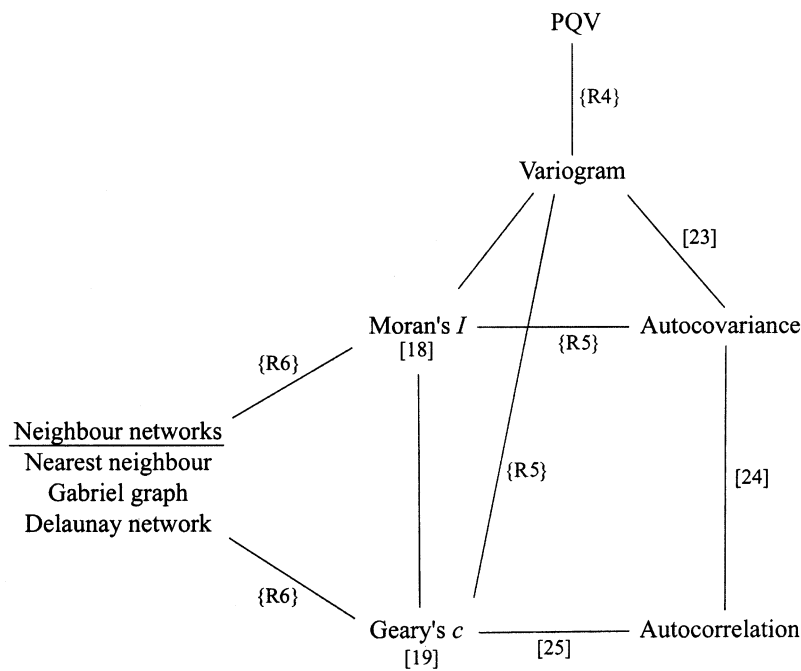 PQV
{R4}
Variogram
[23]
Moran's I
[18]
{R5}
Autocovariance
{R6}
Neighbour networks
Nearest neighbour
Gabriel graph
Delaunay network
{R5}
[24]
{R6}
Geary's c
[19]
[25]
Autocorrelation